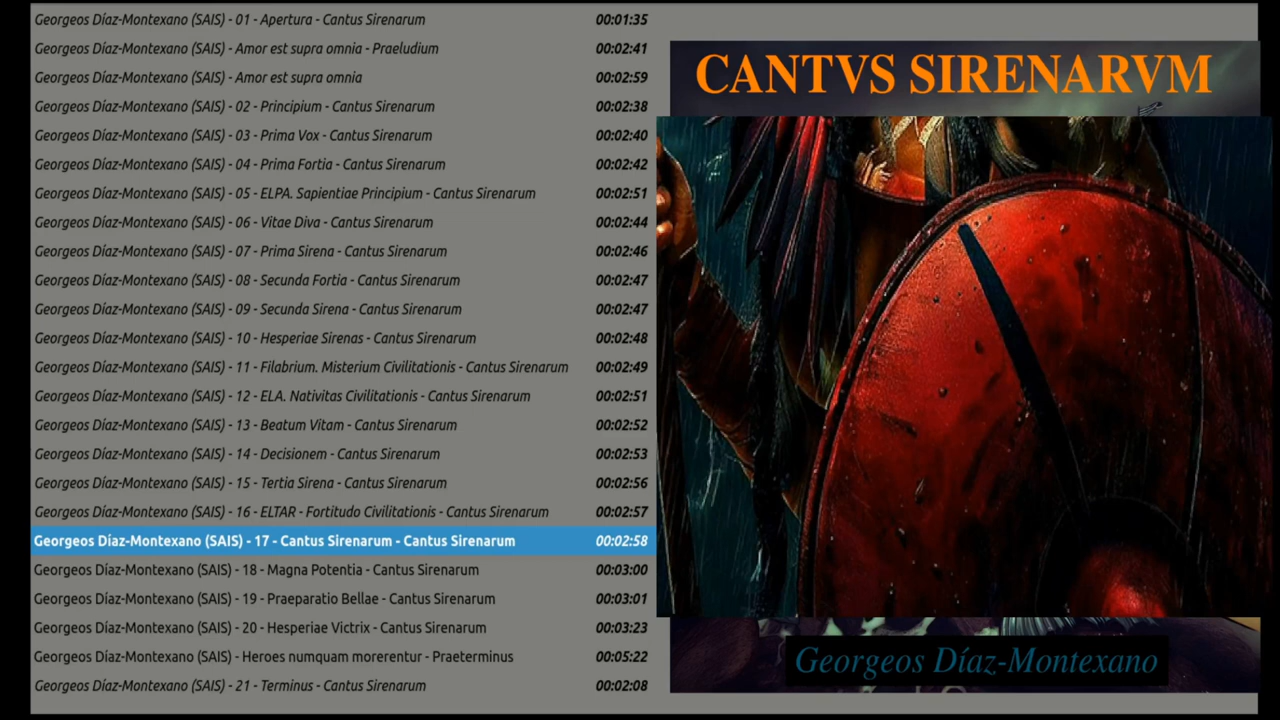 Georgeos Díaz-Montexano (SAIS) - 01 - Apertura - Cantus Sirenarum 00:01:35
Georgeos Díaz-Montexano (SAIS) - Amor est supra omnia - Praeludium 00:02:41
Georgeos Díaz-Montexano (SAIS) - Amor est supra omnia 00:02:59
Georgeos Díaz-Montexano (SAIS) - 02 - Principium - Cantus Sirenarum 00:02:38
Georgeos Díaz-Montexano (SAIS) - 03 - Prima Vox - Cantus Sirenarum 00:02:40
Georgeos Díaz-Montexano (SAIS) - 04 - Prima Fortia - Cantus Sirenarum 00:02:42
Georgeos Díaz-Montexano (SAIS) - 05 - ELPA. Sapientiae Principium - Cantus Sirenarum 00:02:51
Georgeos Díaz-Montexano (SAIS) - 06 - Vitae Diva - Cantus Sirenarum 00:02:44
Georgeos Díaz-Montexano (SAIS) - 07 - Prima Sirena - Cantus Sirenarum 00:02:46
Georgeos Díaz-Montexano (SAIS) - 08 - Secunda Fortia - Cantus Sirenarum 00:02:47
Georgeos Díaz-Montexano (SAIS) - 09 - Secunda Sirena - Cantus Sirenarum 00:02:47
Georgeos Díaz-Montexano (SAIS) - 10 - Hesperiae Sirenas - Cantus Sirenarum 00:02:48
Georgeos Díaz-Montexano (SAIS) - 11 - Filabrium. Misterium Civilitationis - Cantus Sirenarum 00:02:49
Georgeos Díaz-Montexano (SAIS) - 12 - ELA. Nativitas Civilitationis - Cantus Sirenarum 00:02:51
Georgeos Díaz-Montexano (SAIS) - 13 - Beatum Vitam - Cantus Sirenarum 00:02:52
Georgeos Díaz-Montexano (SAIS) - 14 - Decisionem - Cantus Sirenarum 00:02:53
Georgeos Díaz-Montexano (SAIS) - 15 - Tertia Sirena - Cantus Sirenarum 00:02:56
Georgeos Díaz-Montexano (SAIS) - 16 - ELTAR - Fortitudo Civilitationis - Cantus Sirenarum 00:02:57
Georgeos Díaz-Montexano (SAIS) - 17 - Cantus Sirenarum - Cantus Sirenarum 00:02:58
Georgeos Díaz-Montexano (SAIS) - 18 - Magna Potentia - Cantus Sirenarum 00:03:00
Georgeos Díaz-Montexano (SAIS) - 19 - Praeparatio Bellae - Cantus Sirenarum 00:03:01
Georgeos Díaz-Montexano (SAIS) - 20 - Hesperiae Victrix - Cantus Sirenarum 00:03:23
Georgeos Díaz-Montexano (SAIS) - Heroes numquam morerentur - Praeterminus 00:05:22
Georgeos Díaz-Montexano (SAIS) - 21 - Terminus - Cantus Sirenarum 00:02:08
CANTVS SIRENARVM
Georgeos Díaz-Montexano